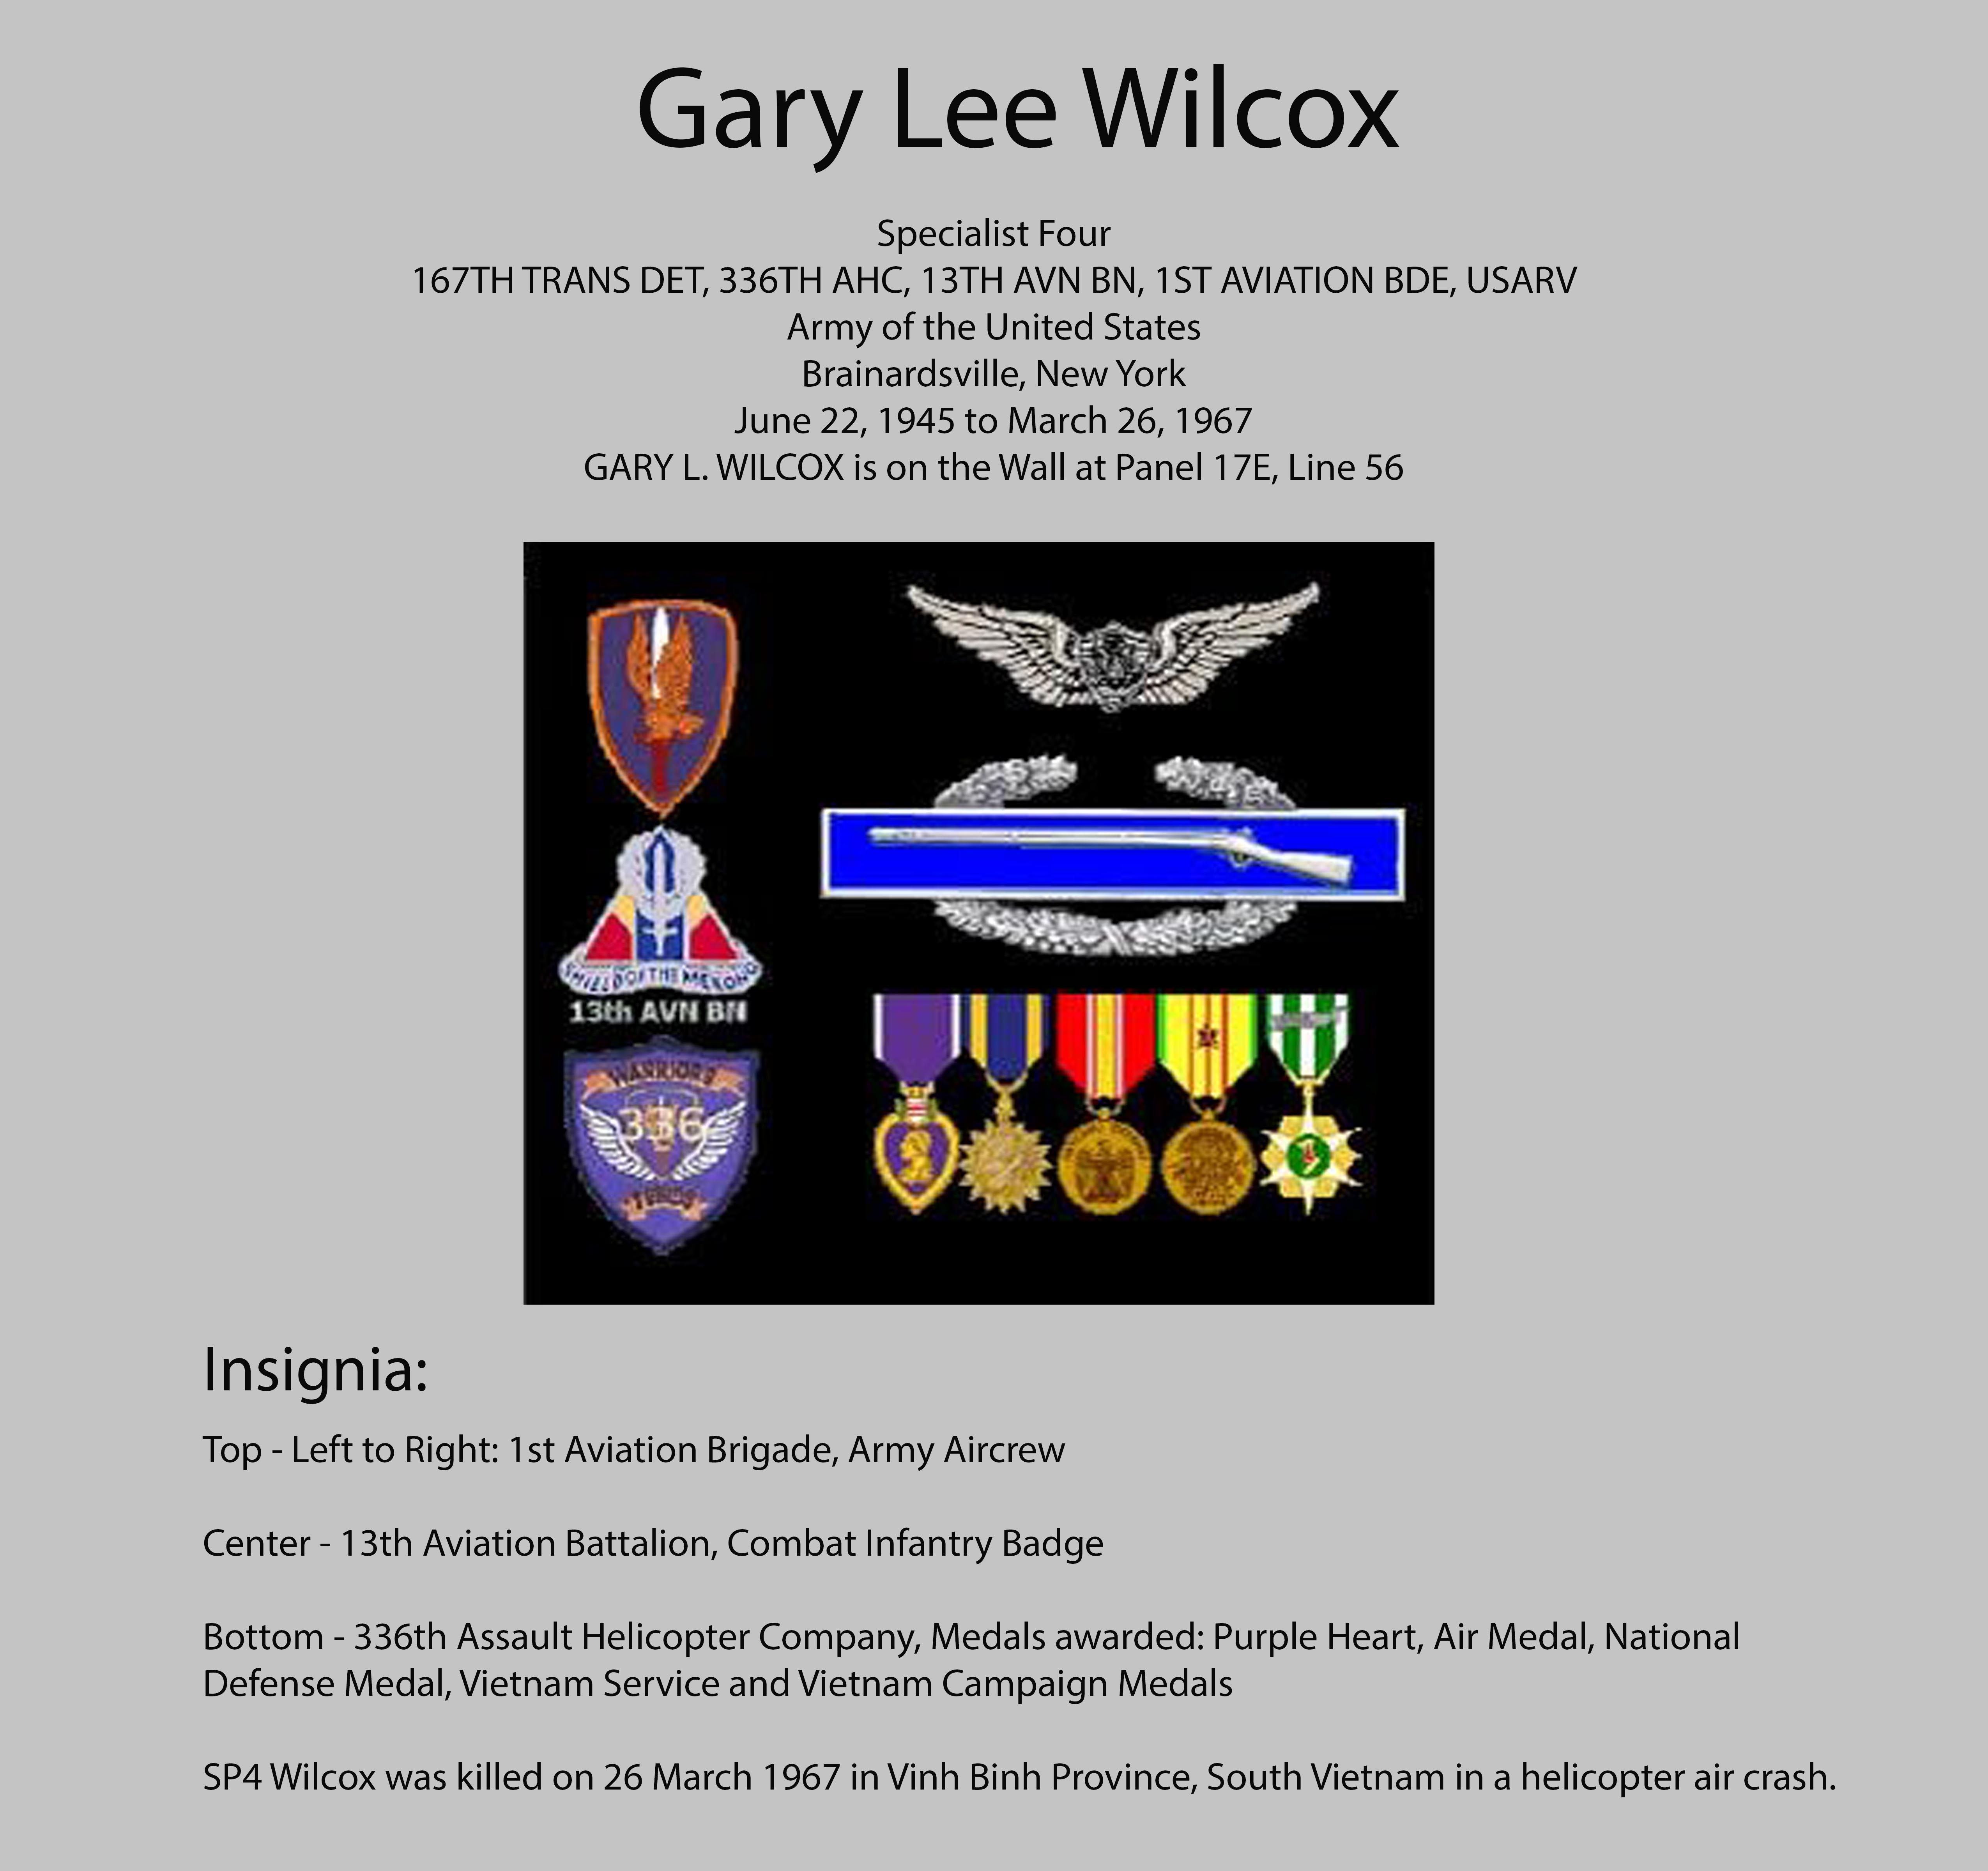 Gary Lee Wilcox
Specialist Four
167TH TRANS DET, 336TH AHC, 13TH AVN BN, 1ST AVIATION BDE, USARV
Army of the United States
Brainardsville, New York
June 22, 1945 to March 26, 1967
GARY L. WILCOX is on the Wall at Panel 17E, Line 56
OF THE MEKONG
13th AVN BN
WARRIORS
336
Insignia:
Top - Left to Right: 1st Aviation Brigade, Army Aircrew
Center - 13th Aviation Battalion, Combat Infantry Badge
Bottom - 336th Assault Helicopter Company, Medals awarded: Purple Heart, Air Medal, National
Defense Medal, Vietnam Service and Vietnam Campaign Medals
SP4 Wilcox was killed on 26 March 1967 in Vinh Binh Province, South Vietnam in a helicopter air crash.